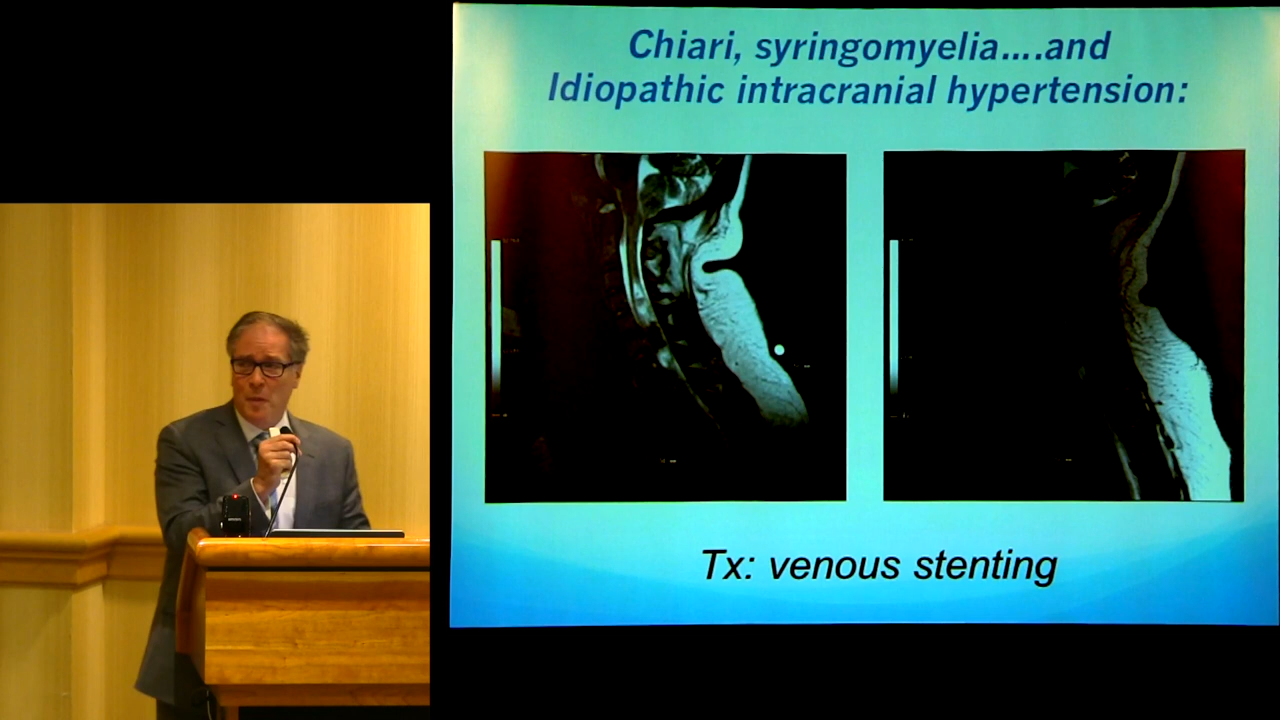 Chiari, syringomyelia....and
Idiopathic intracranial hypertension:
Tx: venous stenting